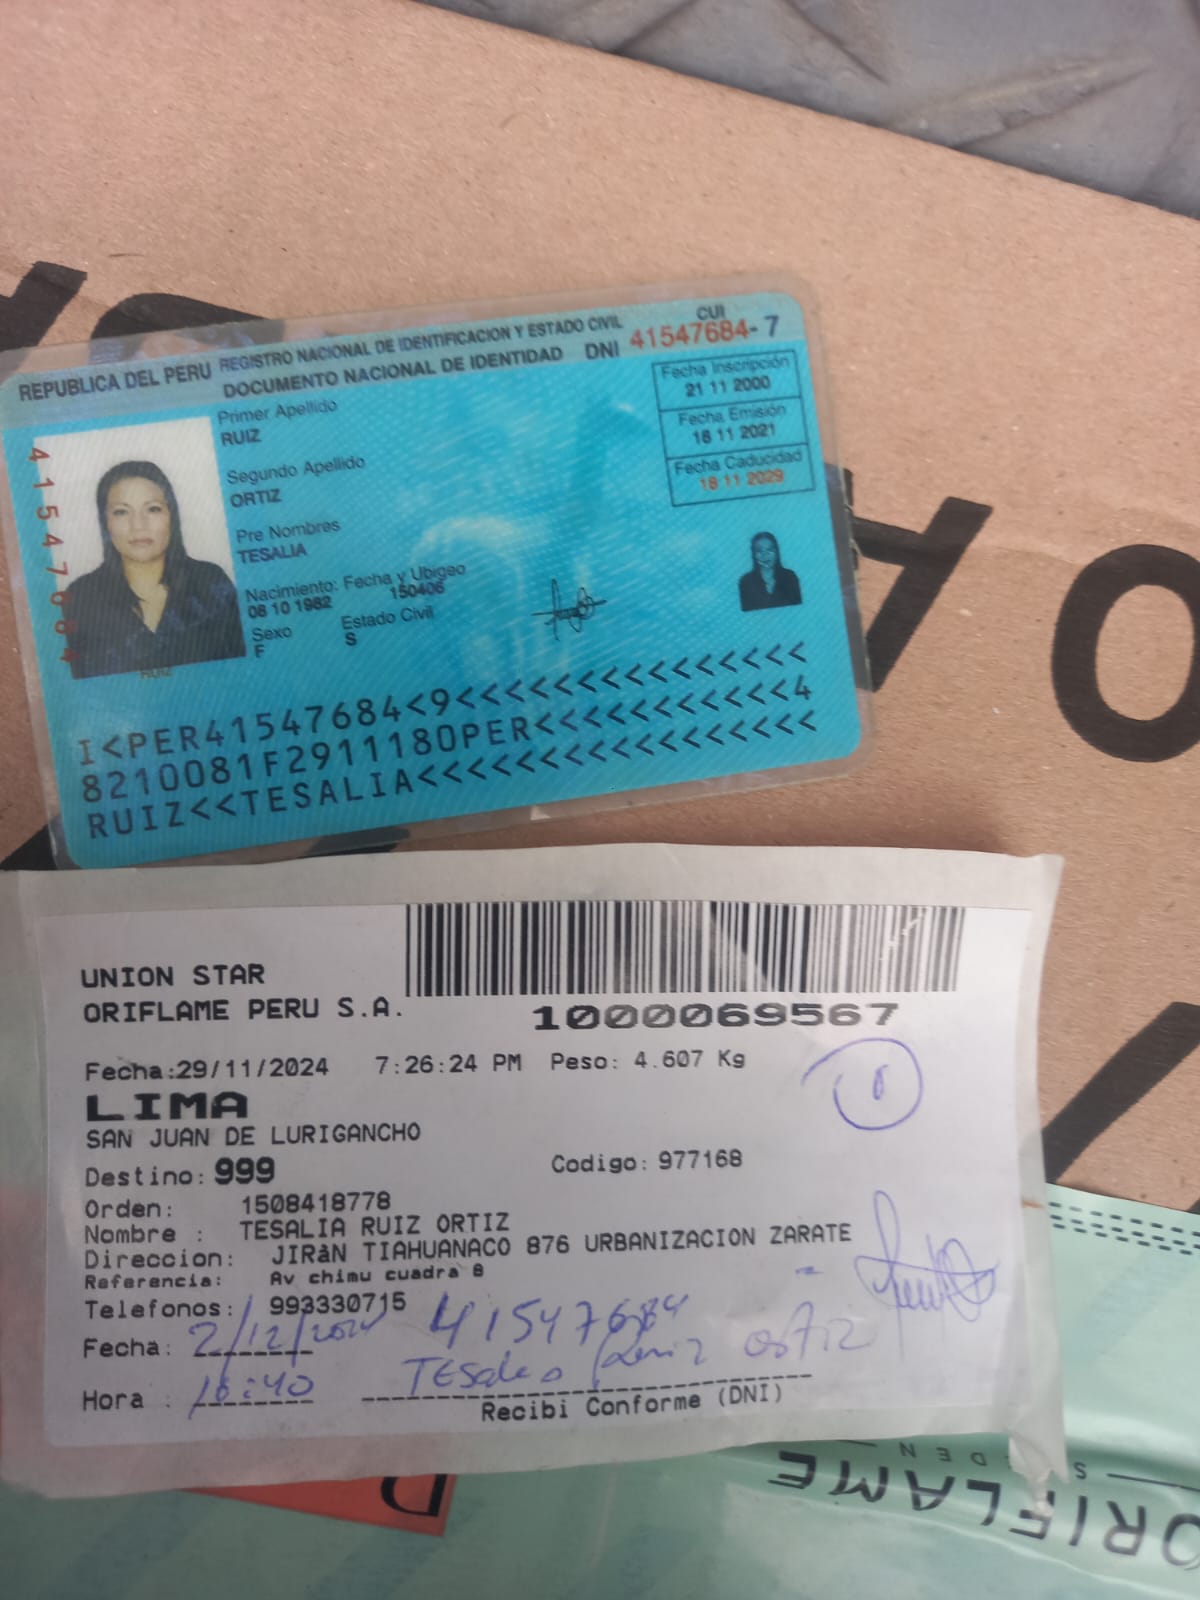 REPUBLICA DEL PERU REGISTRO NACIONAL DE IDENTIFICACION Y ESTADO CIVIL
DOCUMENTO NACIONAL DE IDENTIDAD DNI 41547684-7
CUI
Fecha Inscripción
21 11 2000
Fecha Emisión
18 11 2021
Fecha Caducidad
18 11 2029
Primer Apellido
RUIZ
Segundo Apellido
ORTIZ
Pre Nombres
TESALIA
Nacimiento: Fecha y Ubigeo
08 10 1982 150406
Sexo Estado Civil
F S
41547684
RUIZ
I<PER41547684<9<<<<<<<<<<<<<<<
8210081F2911180PER<<<<<<<<<<<4
RUIZ<<TESALIA<<<<<<<<<<<<<<<<<
UNION STAR
ORIFLAME PERU S.A.
1000069567
Fecha:29/11/2024 7:26:24 PM Peso: 4.607 Kg
LIMA
SAN JUAN DE LURIGANCHO
Destino: 999 Codigo: 977168
Orden: 1508418778
Nombre : TESALIA RUIZ ORTIZ
Direccion: JIRàN TIAHUANACO 876 URBANIZACION ZARATE
Referencia: Av chimu cuadra 8
Telefonos: 993330715
Fecha: 2/12/2024 41547684
Ruiz ORTIZ
Hora : 16:40
Recibi Conforme (DNI)
ORIFLAME
SWEDEN